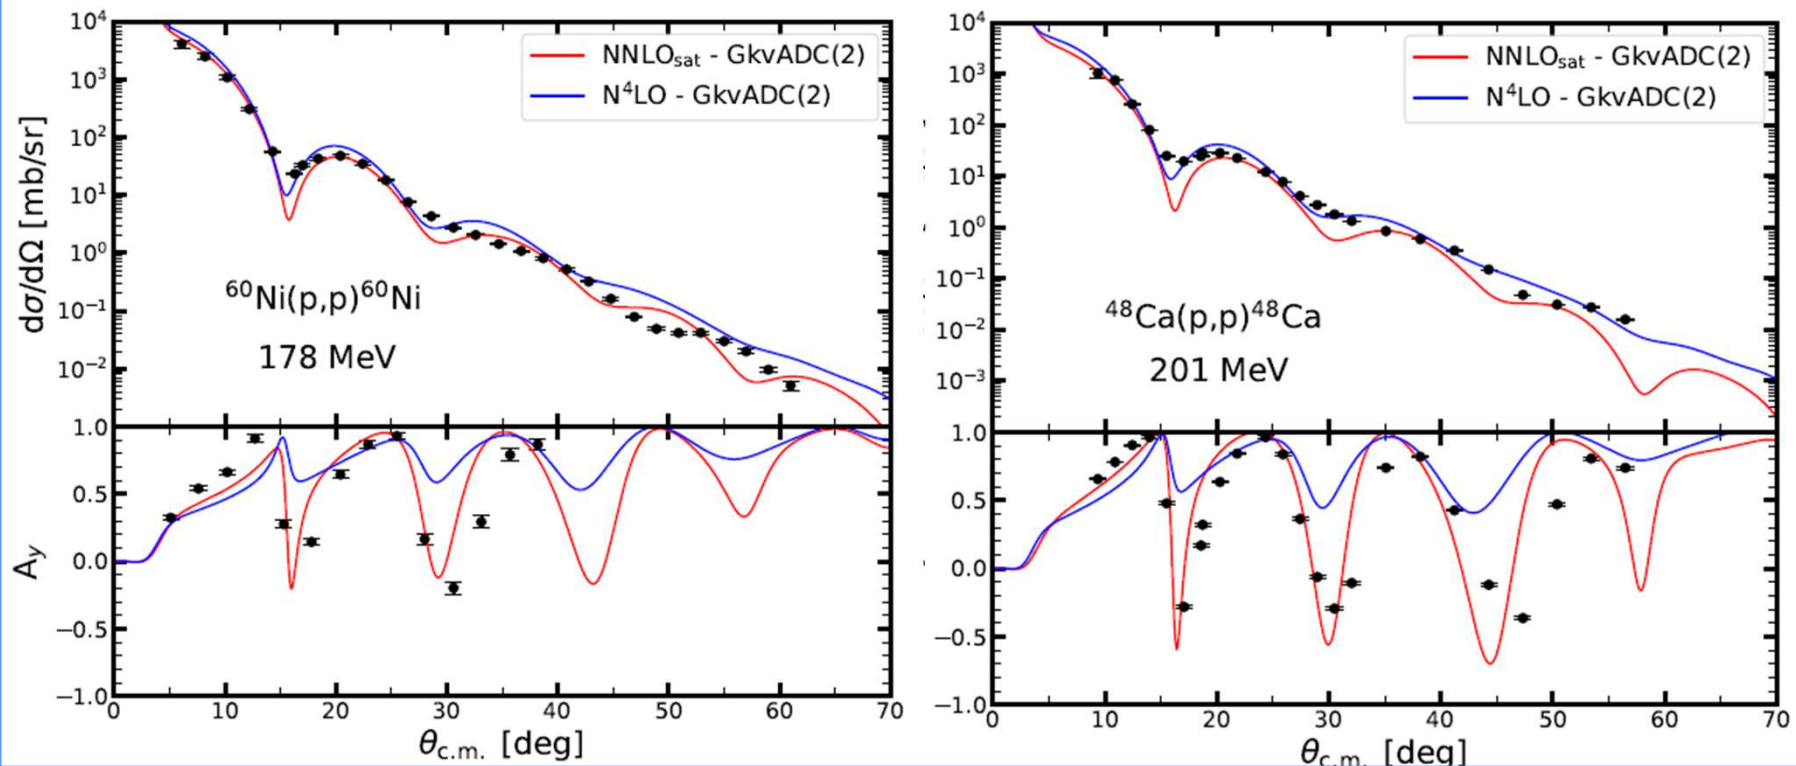 10⁴
10³
10²
10¹
10⁰
10⁻¹
10⁻²
dσ/dΩ [mb/sr]
NNLOsat - GkvADC(2)
N⁴LO - GkvADC(2)
⁶⁰Ni(p,p)⁶⁰Ni
178 MeV
1.0
0.5
0.0
−0.5
−1.0
Ay
0 10 20 30 40 50 60 70
θc.m. [deg]
10⁴
10³
10²
10¹
10⁰
10⁻¹
10⁻²
10⁻³
NNLOsat - GkvADC(2)
N⁴LO - GkvADC(2)
⁴⁸Ca(p,p)⁴⁸Ca
201 MeV
1.0
0.5
0.0
−0.5
−1.0
0 10 20 30 40 50 60 70
θc.m. [deg]